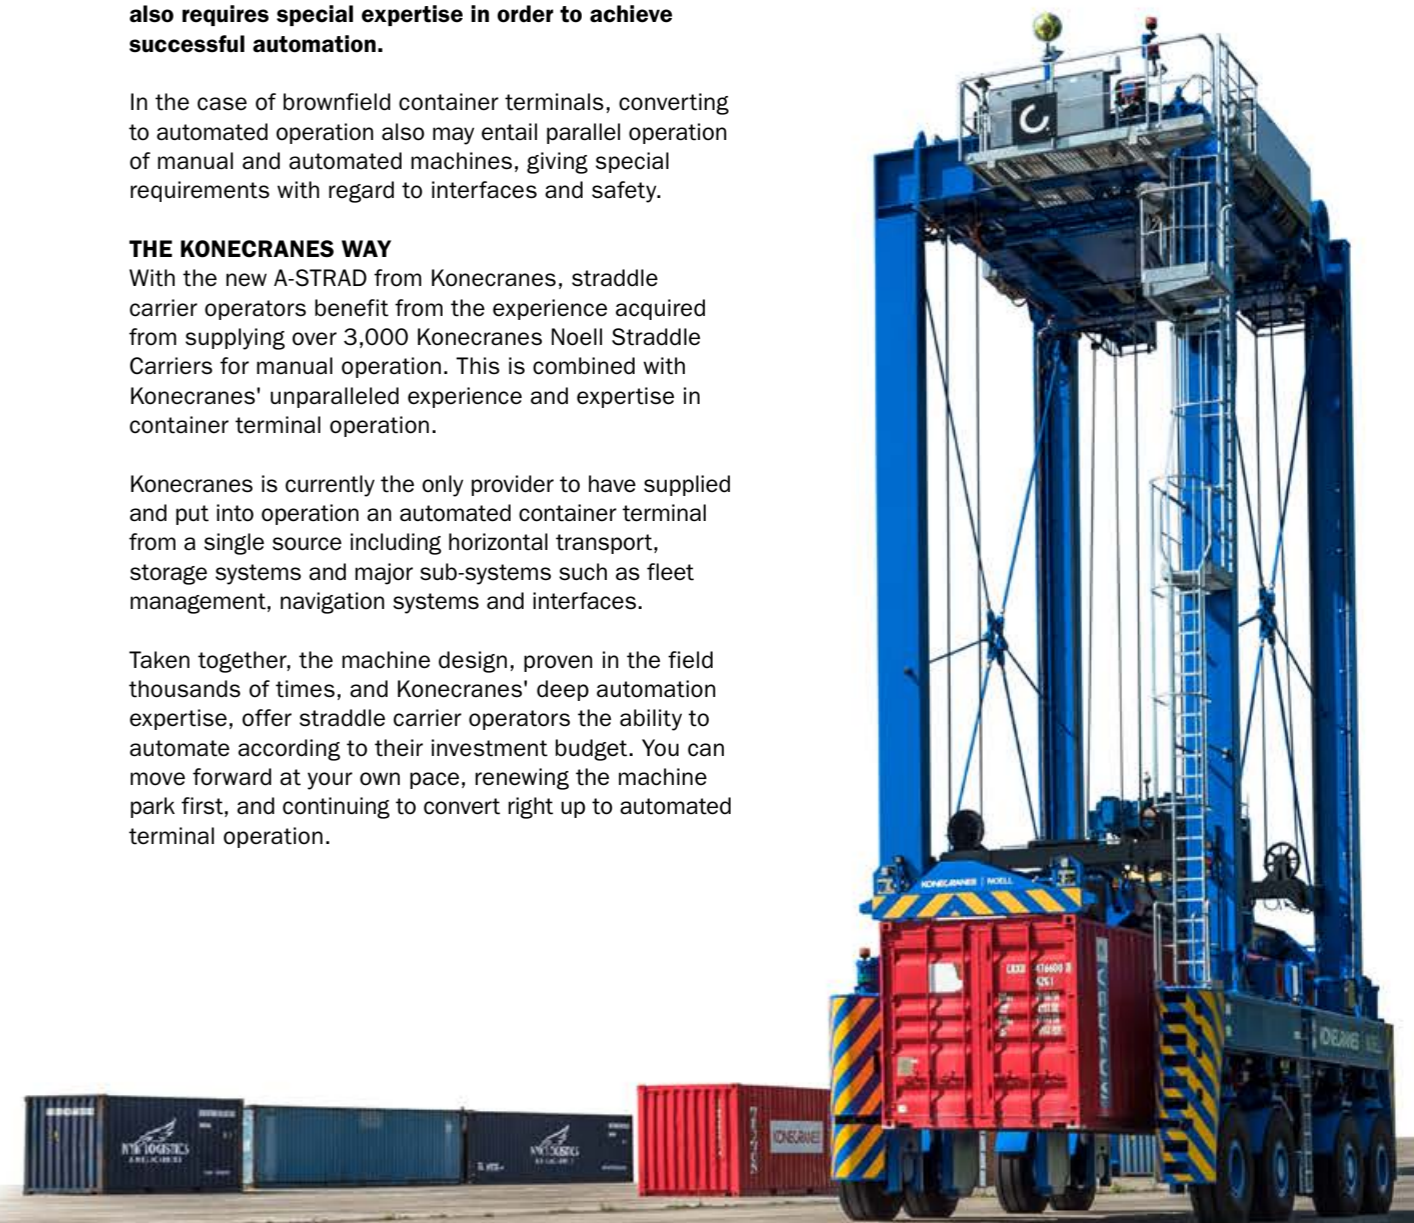 also requires special expertise in order to achieve
successful automation.
In the case of brownfield container terminals, converting
to automated operation also may entail parallel operation
of manual and automated machines, giving special
requirements with regard to interfaces and safety.
THE KONECRANES WAY
With the new A-STRAD from Konecranes, straddle
carrier operators benefit from the experience acquired
from supplying over 3,000 Konecranes Noell Straddle
Carriers for manual operation. This is combined with
Konecranes' unparalleled experience and expertise in
container terminal operation.
Konecranes is currently the only provider to have supplied
and put into operation an automated container terminal
from a single source including horizontal transport,
storage systems and major sub-systems such as fleet
management, navigation systems and interfaces.
Taken together, the machine design, proven in the field
thousands of times, and Konecranes' deep automation
expertise, offer straddle carrier operators the ability to
automate according to their investment budget. You can
move forward at your own pace, renewing the machine
park first, and continuing to convert right up to automated
terminal operation.
KONECRANES | NOELL
KONECRANES NOELL
LOGISTICS
LOGISTICS
KONECRANES